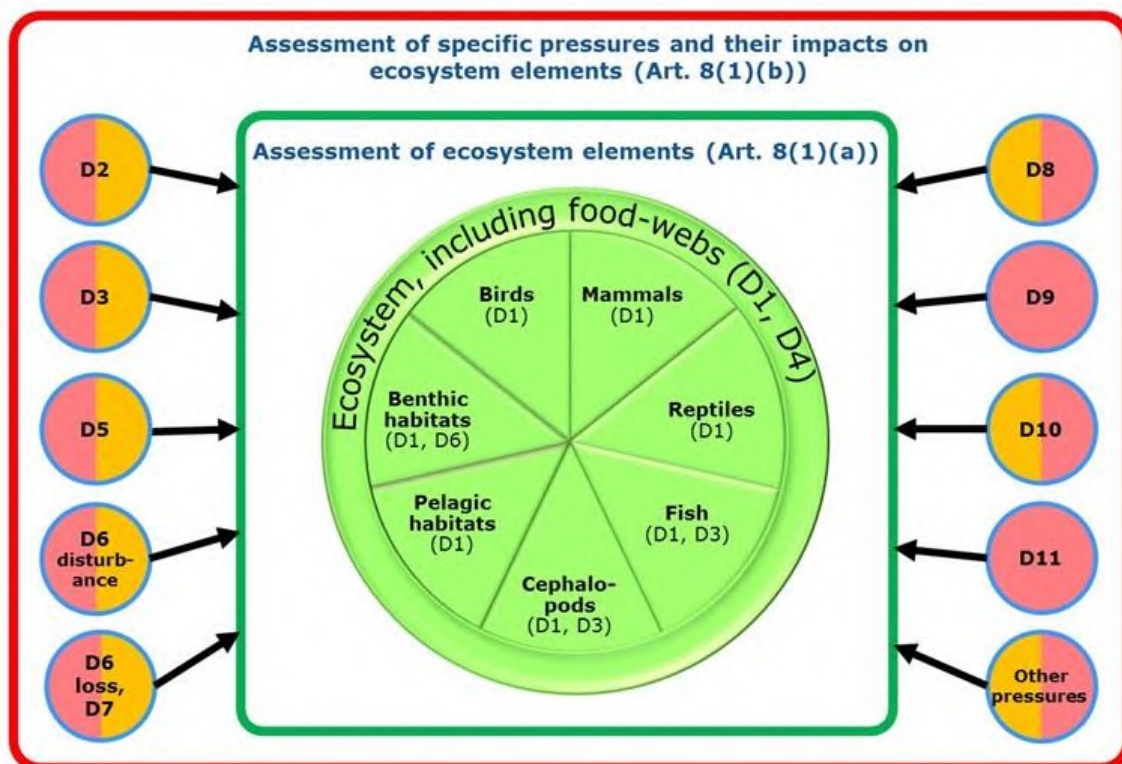 Assessment of specific pressures and their impacts on
ecosystem elements (Art. 8(1)(b))
Assessment of ecosystem elements (Art. 8(1)(a))
Ecosystem, including food-webs (D1, D4)
D2
D3
D5
D6
disturb-
ance
D6
loss,
D7
Birds
(D1)
Mammals
(D1)
Benthic
habitats
(D1, D6)
Reptiles
(D1)
Pelagic
habitats
(D1)
Fish
(D1, D3)
Cephalo-
pods
(D1, D3)
D8
D9
D10
D11
Other
pressures